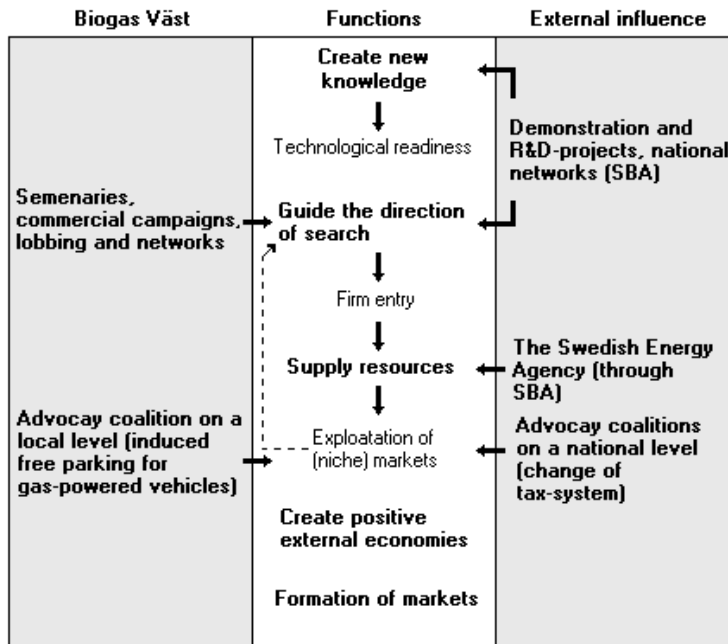 Biogas Väst
Functions
External influence
Create new
knowledge
Technological readiness
Demonstration and
R&D-projects, national
networks (SBA)
Semenaries,
commercial campaigns,
lobbing and networks
Guide the direction
of search
Firm entry
Supply resources
The Swedish Energy
Agency (through
SBA)
Advocay coalition on a
local level (induced
free parking for
gas-powered vehicles)
Exploatation of
(niche) markets
Advocay coalitions
on a national level
(change of
tax-system)
Create positive
external economies
Formation of markets